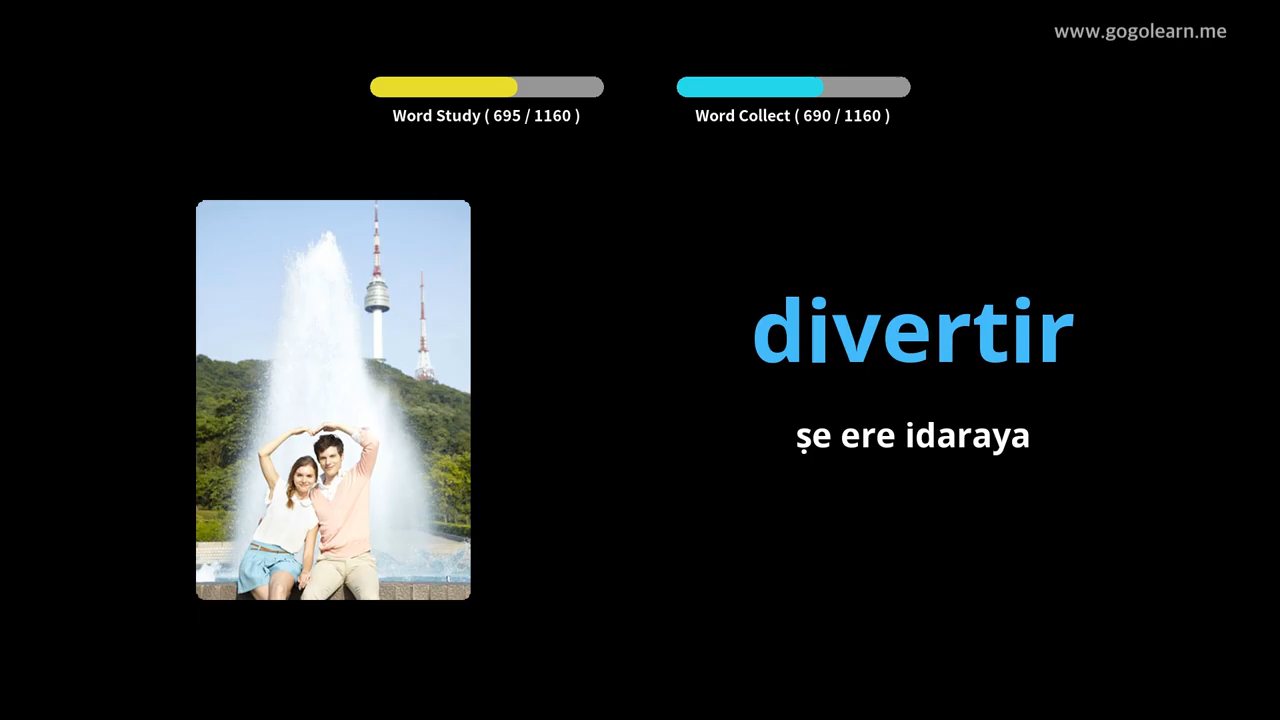 www.gogolearn.me
Word Study ( 695 / 1160 )
Word Collect ( 690 / 1160 )
divertir
ṣe ere idaraya